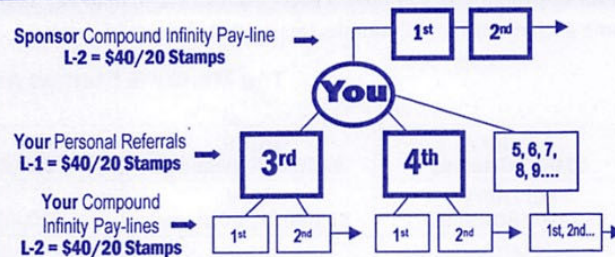 Sponsor Compound Infinity Pay-line
L-2 = $40/20 Stamps
1st
2nd
You
Your Personal Referrals
L-1 = $40/20 Stamps
3rd
4th
5, 6, 7,
8, 9....
Your Compound
Infinity Pay-lines
L-2 = $40/20 Stamps
1st
2nd
1st
2nd
1st, 2nd...